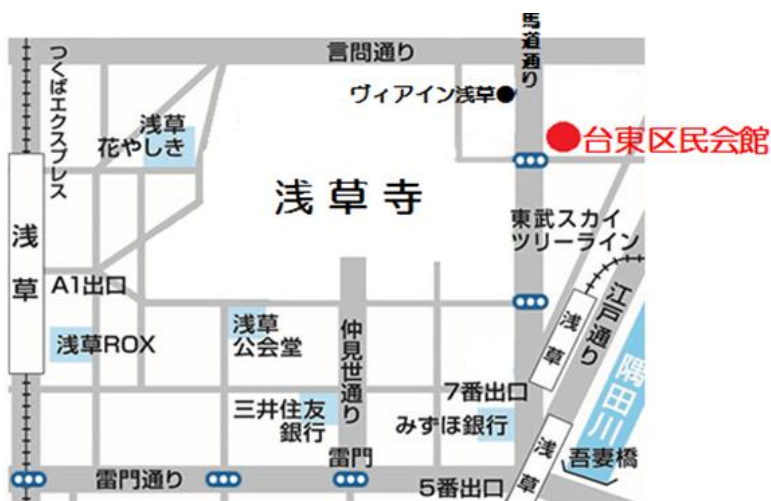 馬道通り
言問通り
つくばエクスプレス
ヴィアイン浅草
浅草
花やしき
台東区民会館
浅草寺
東武スカイ
ツリーライン
浅草
A1出口
江戸通り
浅草ROX
浅草
公会堂
仲見世通り
浅草
隅田川
7番出口
三井住友
銀行
みずほ銀行
雷門
浅草
吾妻橋
雷門通り
5番出口